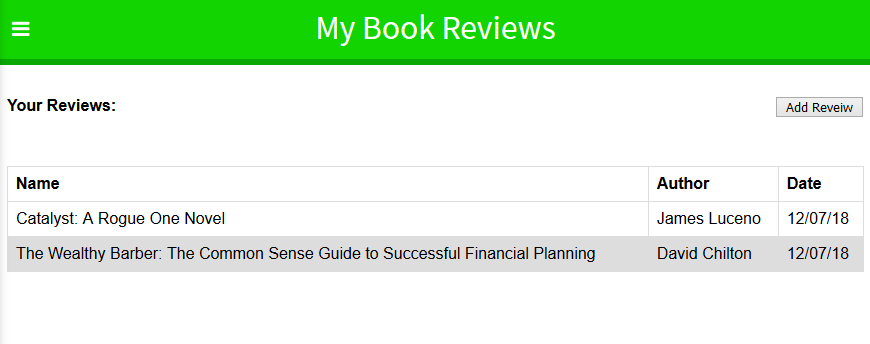 My Book Reviews
Your Reviews: Add Reveiw
Name Author Date
Catalyst: A Rogue One Novel James Luceno 12/07/18
The Wealthy Barber: The Common Sense Guide to Successful Financial Planning David Chilton 12/07/18